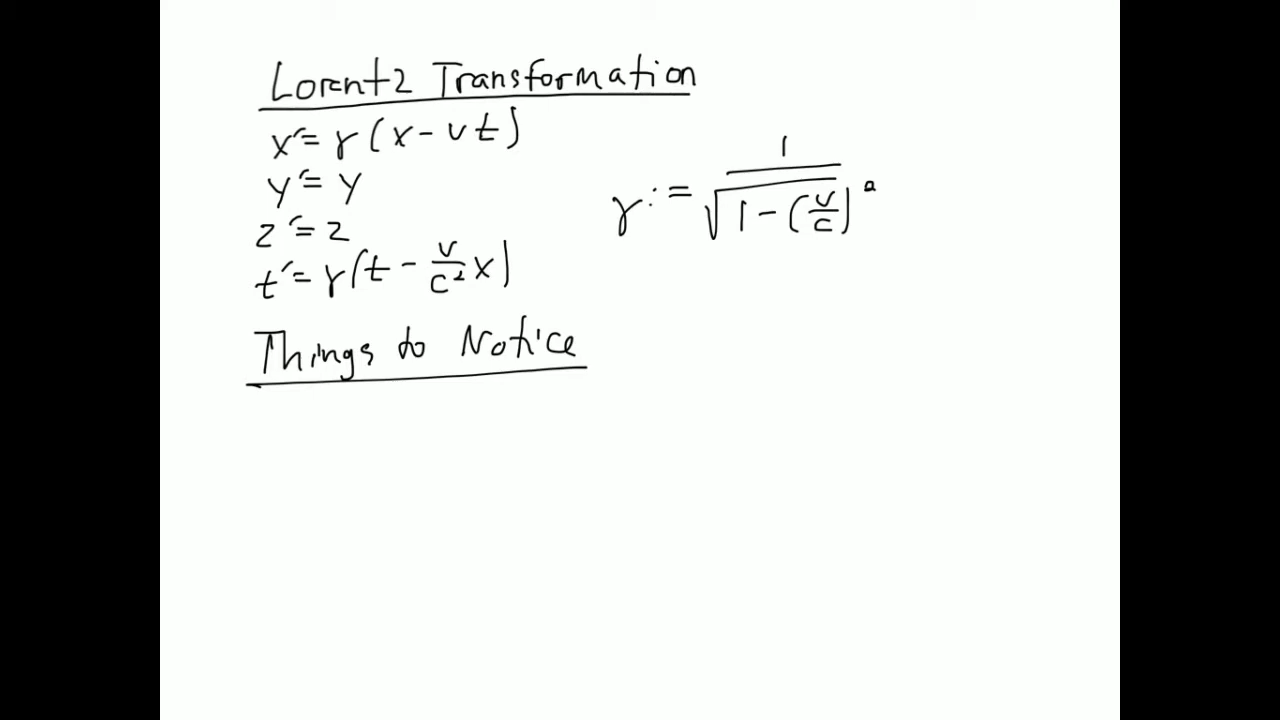 Lorentz Transformation
x´= γ(x - vt)
y´= y
z´= z
t´= γ(t - v/c² x)
γ := 1/√(1 - (v/c)²)
Things to Notice